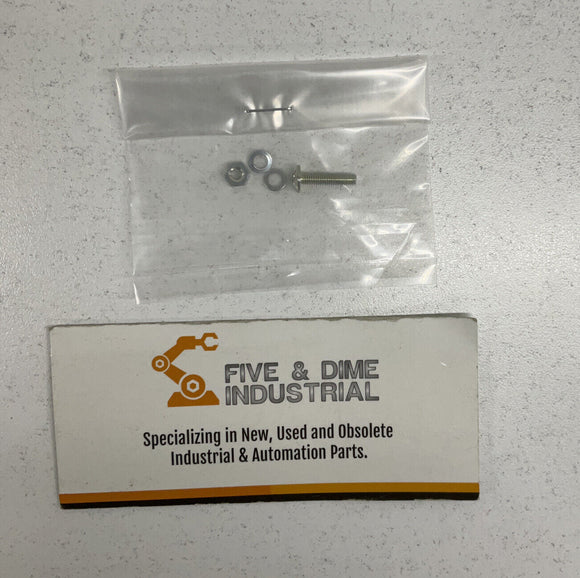 FIVE & DIME
INDUSTRIAL
Specializing in New, Used and Obsolete
Industrial & Automation Parts.